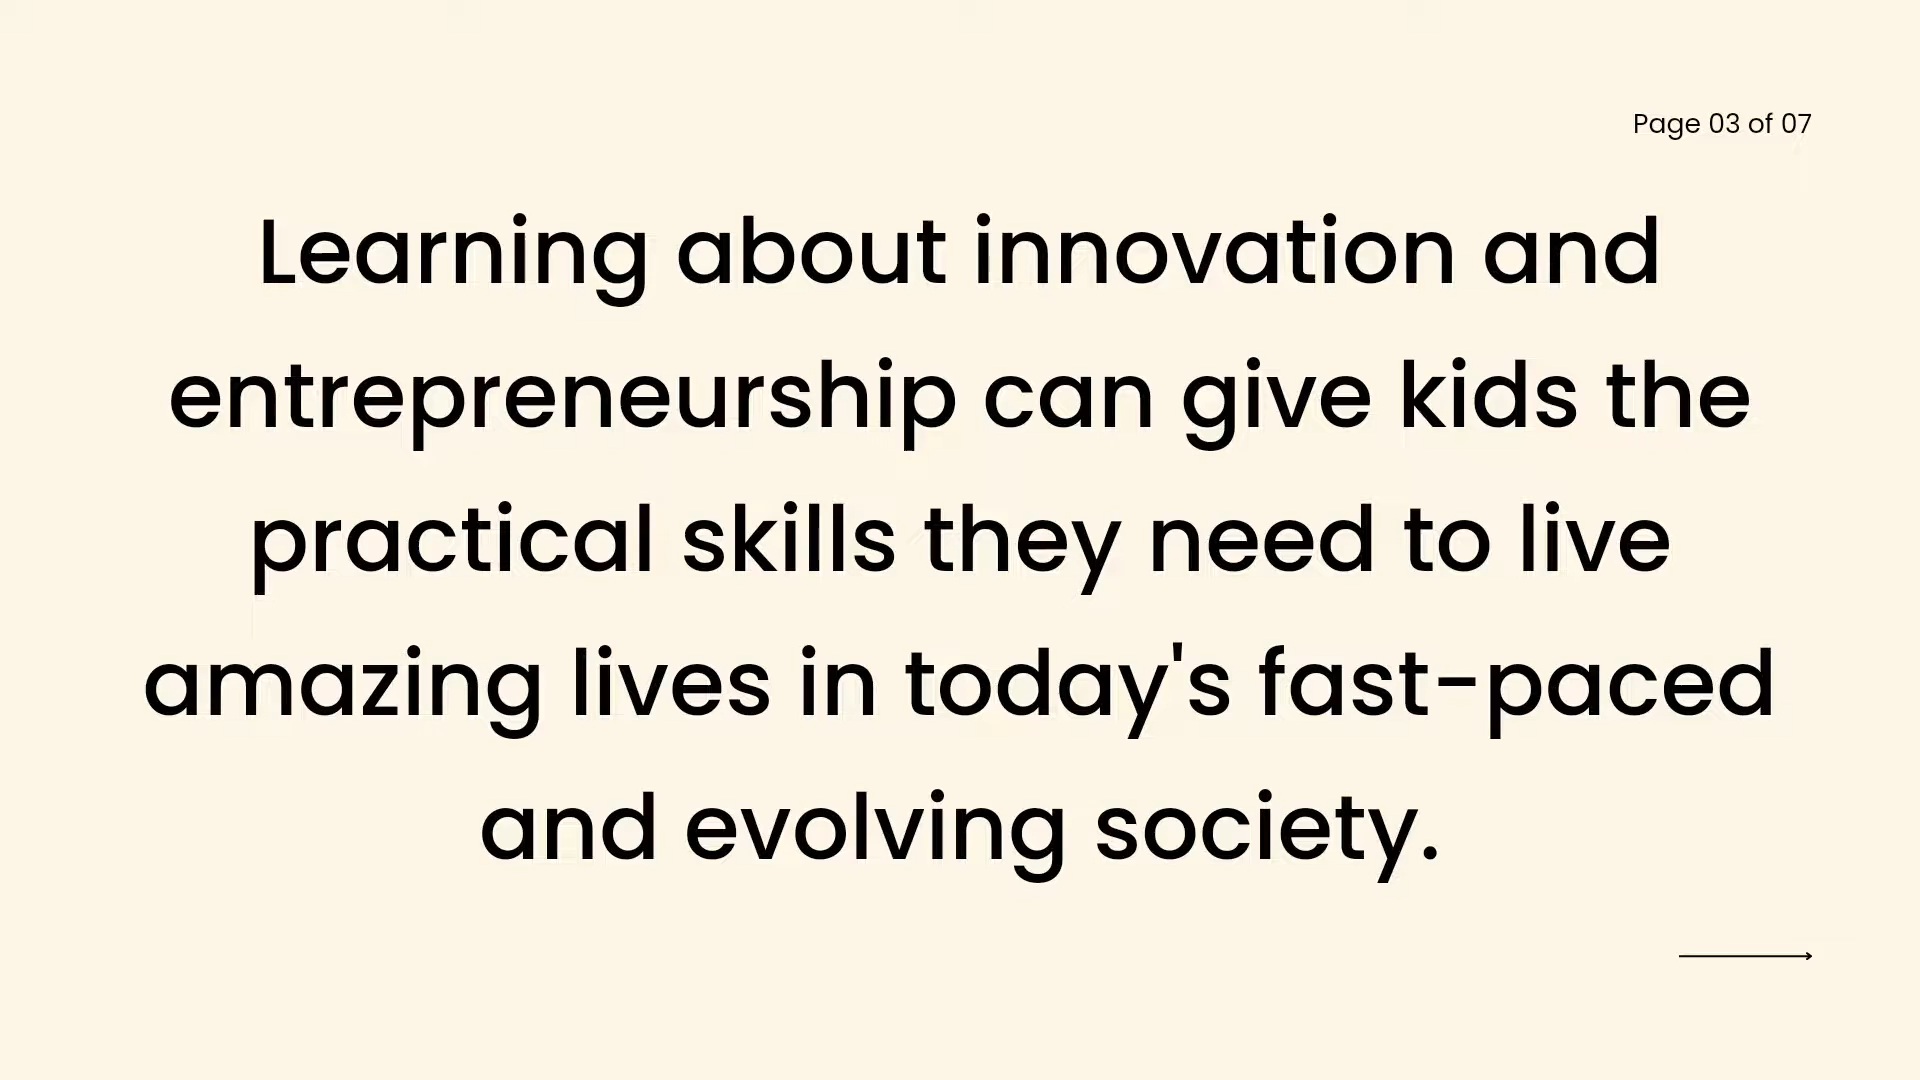 Page 03 of 07
Learning about innovation and
entrepreneurship can give kids the
practical skills they need to live
amazing lives in today's fast-paced
and evolving society.